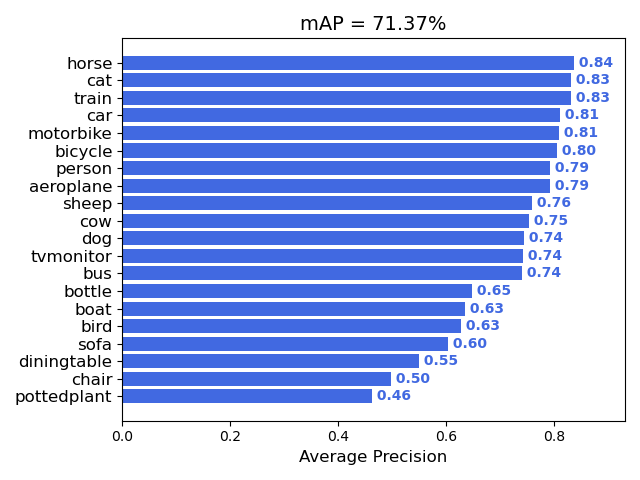 mAP = 71.37%
horse 0.84
cat 0.83
train 0.83
car 0.81
motorbike 0.81
bicycle 0.80
person 0.79
aeroplane 0.79
sheep 0.76
cow 0.75
dog 0.74
tvmonitor 0.74
bus 0.74
bottle 0.65
boat 0.63
bird 0.63
sofa 0.60
diningtable 0.55
chair 0.50
pottedplant 0.46
0.0 0.2 0.4 0.6 0.8
Average Precision